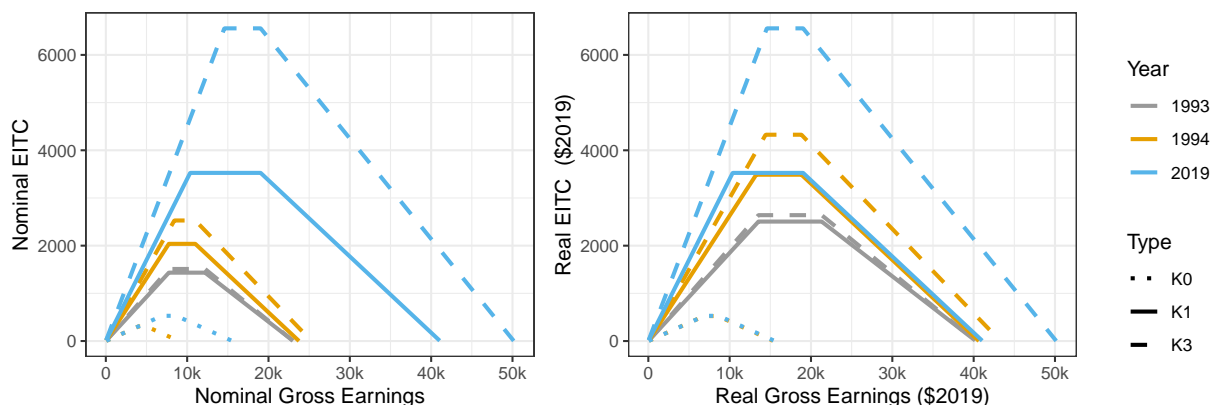 Nominal EITC
6000
4000
2000
0
0 10k 20k 30k 40k 50k
Nominal Gross Earnings
Real EITC ($2019)
6000
4000
2000
0
0 10k 20k 30k 40k 50k
Real Gross Earnings ($2019)
Year
1993
1994
2019
Type
K0
K1
K3